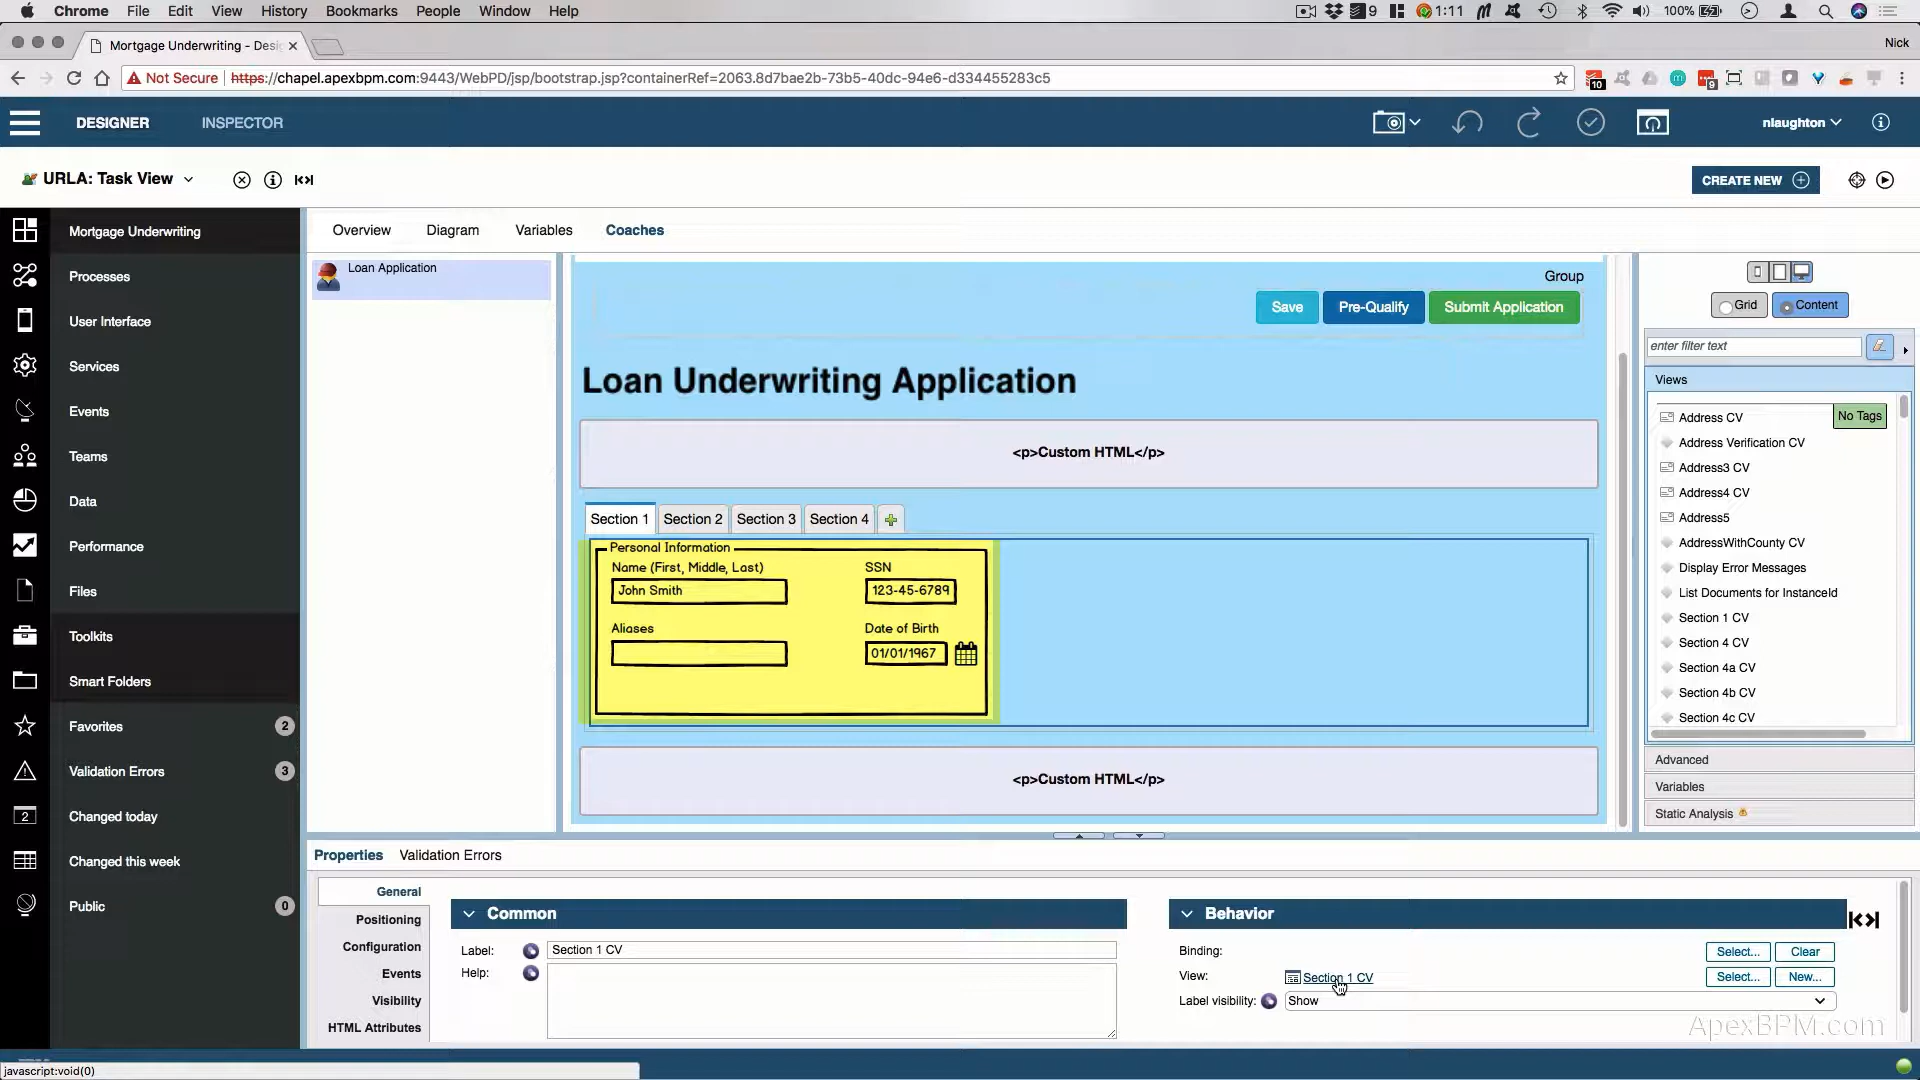 Chrome File Edit View History Bookmarks People Window Help
9 1:11 100%
Mortgage Underwriting - Desi
Nick
Not Secure https://chapel.apexbpm.com:9443/WebPD/jsp/bootstrap.jsp?containerRef=2063.8d7bae2b-73b5-40dc-94e6-d334455283c5
10 9
DESIGNER INSPECTOR nlaughton
URLA: Task View CREATE NEW
Mortgage Underwriting
Processes
User Interface
Services
Events
Teams
Data
Performance
Files
Toolkits
Smart Folders
Favorites 2
Validation Errors 3
2 Changed today
Changed this week
Public 0
Overview Diagram Variables Coaches
Loan Application
Group
Save Pre-Qualify Submit Application
Loan Underwriting Application
<p>Custom HTML</p>
Section 1 Section 2 Section 3 Section 4
Personal Information
Name (First, Middle, Last) SSN
John Smith 123-45-6789
Aliases Date of Birth
01/01/1967
<p>Custom HTML</p>
Grid Content
enter filter text
Views
No Tags
Address CV
Address Verification CV
Address3 CV
Address4 CV
Address5
AddressWithCounty CV
Display Error Messages
List Documents for InstanceId
Section 1 CV
Section 4 CV
Section 4a CV
Section 4b CV
Section 4c CV
Advanced
Variables
Static Analysis
Properties Validation Errors
General
Positioning
Configuration
Events
Visibility
HTML Attributes
Common
Label: Section 1 CV
Help:
Behavior
Binding: Select... Clear
View: Section 1 CV Select... New...
Label visibility: Show
ApexBPM.com
javascript:void(0)